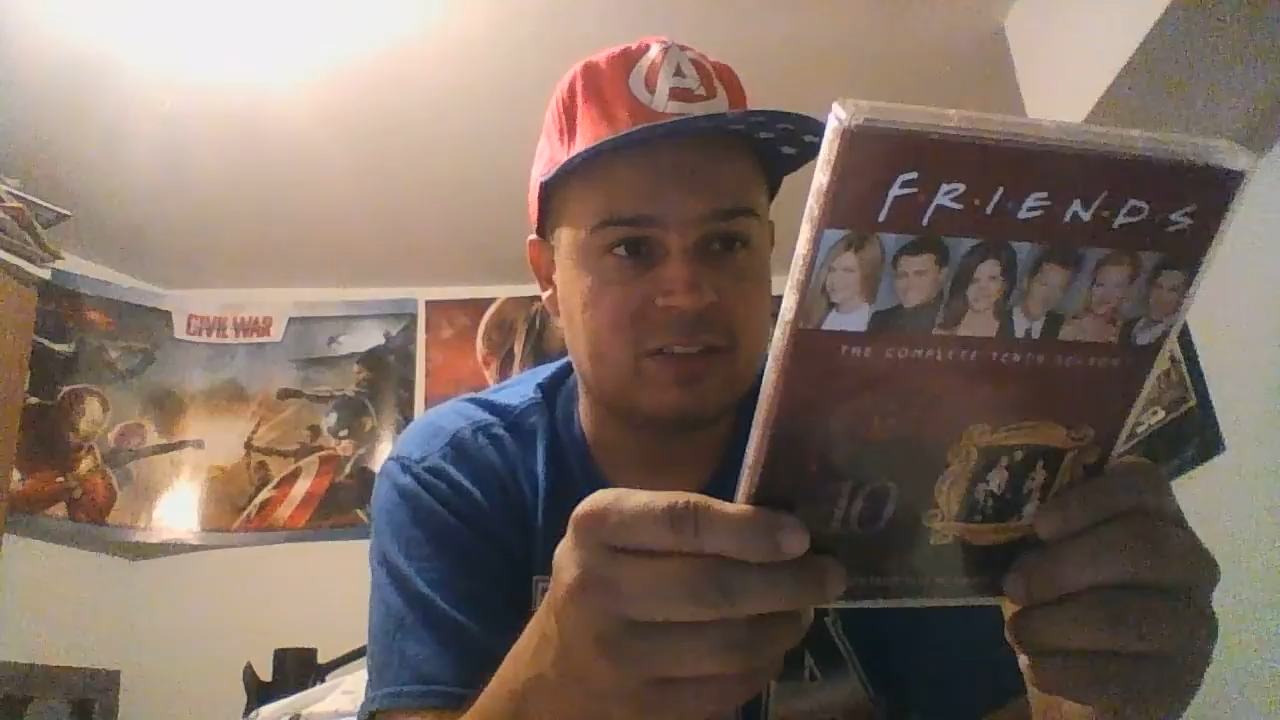 CIVIL WAR
A
F·R·I·E·N·D·S
THE COMPLETE TENTH SEASON
10